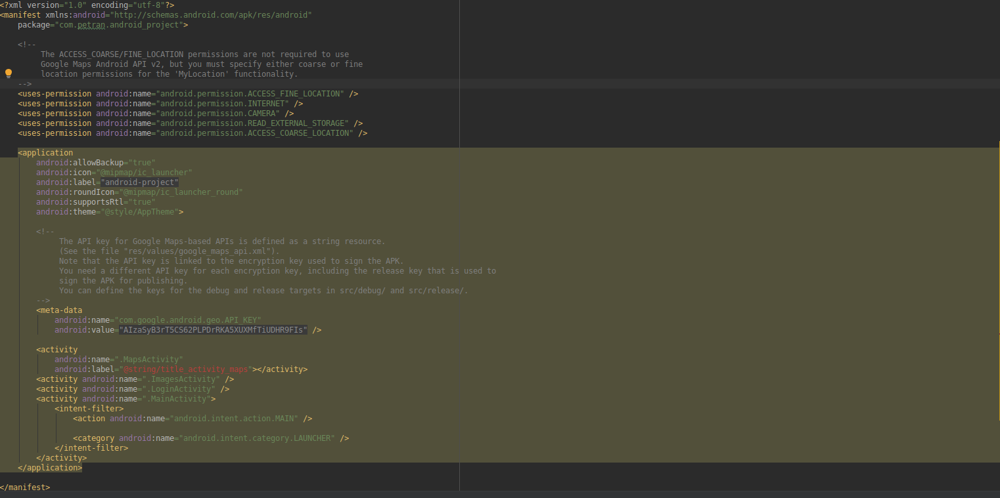 <?xml version="1.0" encoding="utf-8"?>
<manifest xmlns:android="http://schemas.android.com/apk/res/android"
    package="com.petran.android_project">

    <!--
         The ACCESS_COARSE/FINE_LOCATION permissions are not required to use
         Google Maps Android API v2, but you must specify either coarse or fine
         location permissions for the 'MyLocation' functionality.
    -->
    <uses-permission android:name="android.permission.ACCESS_FINE_LOCATION" />
    <uses-permission android:name="android.permission.INTERNET" />
    <uses-permission android:name="android.permission.CAMERA" />
    <uses-permission android:name="android.permission.READ_EXTERNAL_STORAGE" />
    <uses-permission android:name="android.permission.ACCESS_COARSE_LOCATION" />

    <application
        android:allowBackup="true"
        android:icon="@mipmap/ic_launcher"
        android:label="android-project"
        android:roundIcon="@mipmap/ic_launcher_round"
        android:supportsRtl="true"
        android:theme="@style/AppTheme">

        <!--
             The API key for Google Maps-based APIs is defined as a string resource.
             (See the file "res/values/google_maps_api.xml").
             Note that the API key is linked to the encryption key used to sign the APK.
             You need a different API key for each encryption key, including the release key that is used to
             sign the APK for publishing.
             You can define the keys for the debug and release targets in src/debug/ and src/release/.
        -->
        <meta-data
            android:name="com.google.android.geo.API_KEY"
            android:value="AIzaSyB3rT5CS62PLPDrRKA5XUXMfTiUDHR9FIs" />

        <activity
            android:name=".MapsActivity"
            android:label="@string/title_activity_maps"></activity>
        <activity android:name=".ImagesActivity" />
        <activity android:name=".LoginActivity" />
        <activity android:name=".MainActivity">
            <intent-filter>
                <action android:name="android.intent.action.MAIN" />

                <category android:name="android.intent.category.LAUNCHER" />
            </intent-filter>
        </activity>
    </application>

</manifest>